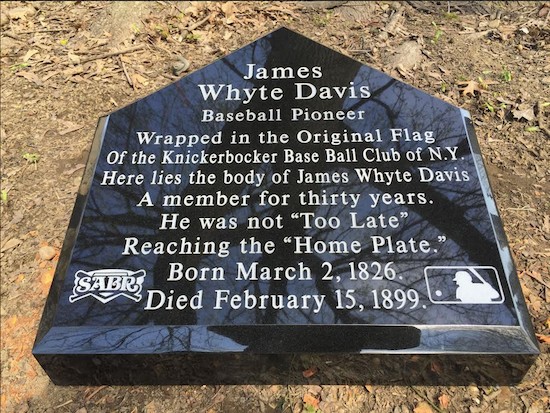 James
Whyte Davis
Baseball Pioneer
Wrapped in the Original Flag
Of the Knickerbocker Base Ball Club of N.Y.
Here lies the body of James Whyte Davis
A member for thirty years.
He was not “Too Late”
Reaching the “Home Plate.”
Born March 2, 1826.
Died February 15, 1899.
SABR